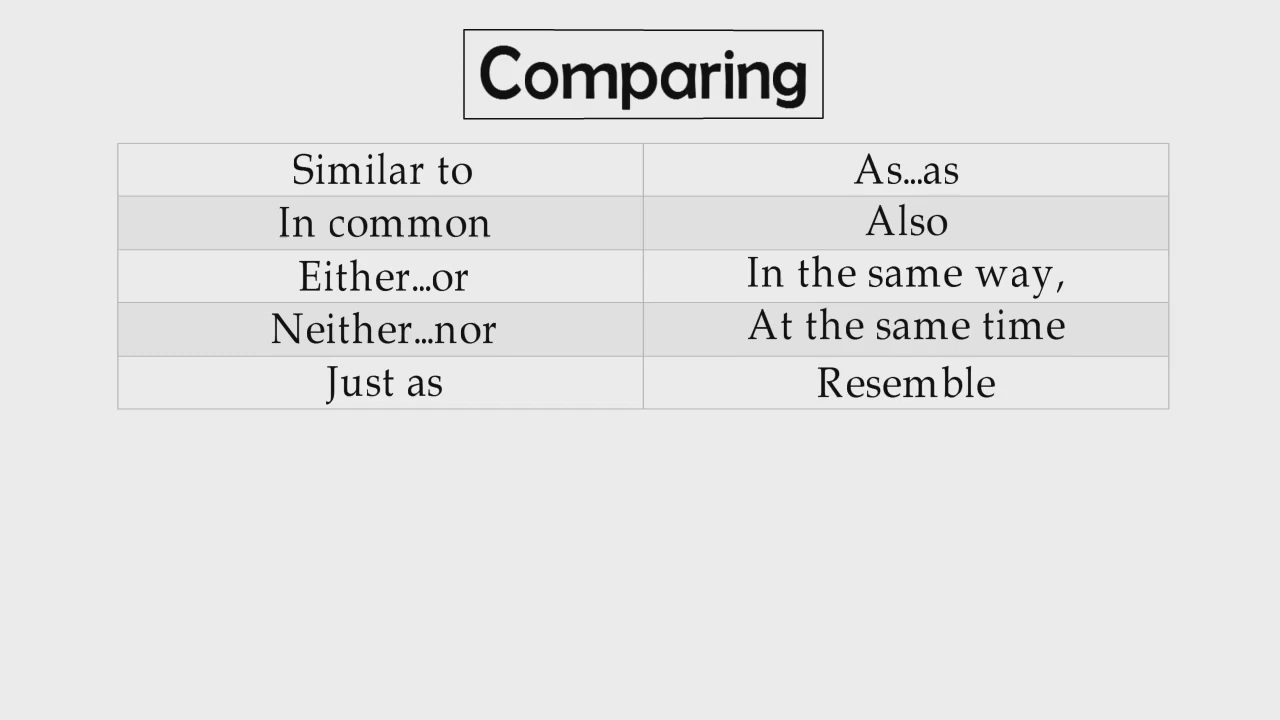 Comparing
Similar to
As...as
In common
Also
Either...or
In the same way,
Neither...nor
At the same time
Just as
Resemble